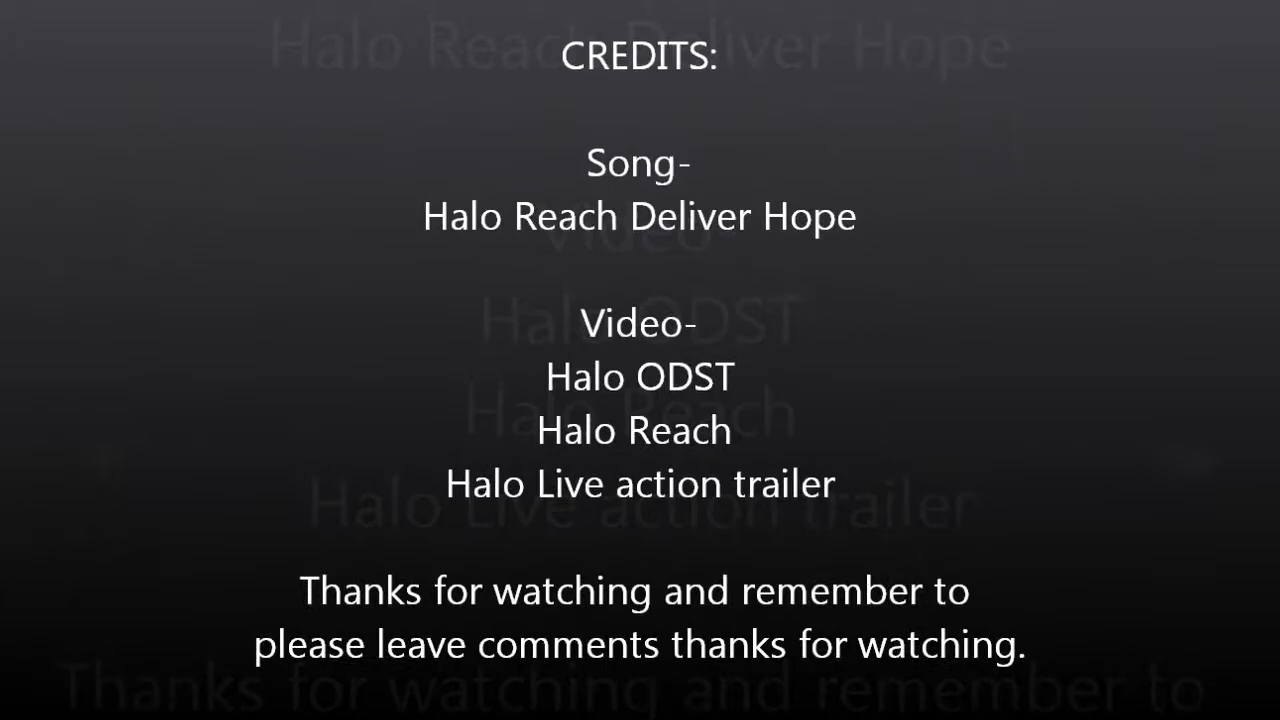 CREDITS:
Song-
Halo Reach Deliver Hope
Video-
Halo ODST
Halo Reach
Halo Live action trailer
Thanks for watching and remember to
please leave comments thanks for watching.